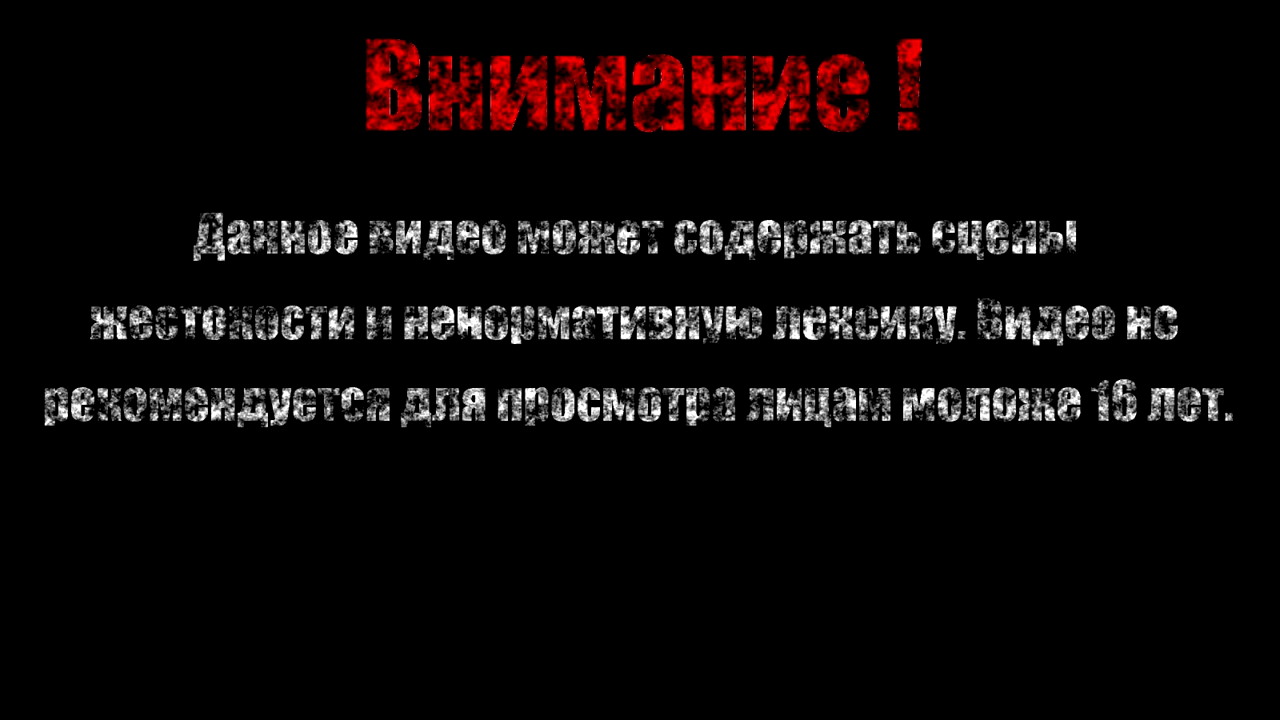 Внимание !
Данное видео может содержать сцены
жестокости и ненормативную лексику. Видео не
рекомендуется для просмотра лицам моложе 16 лет.